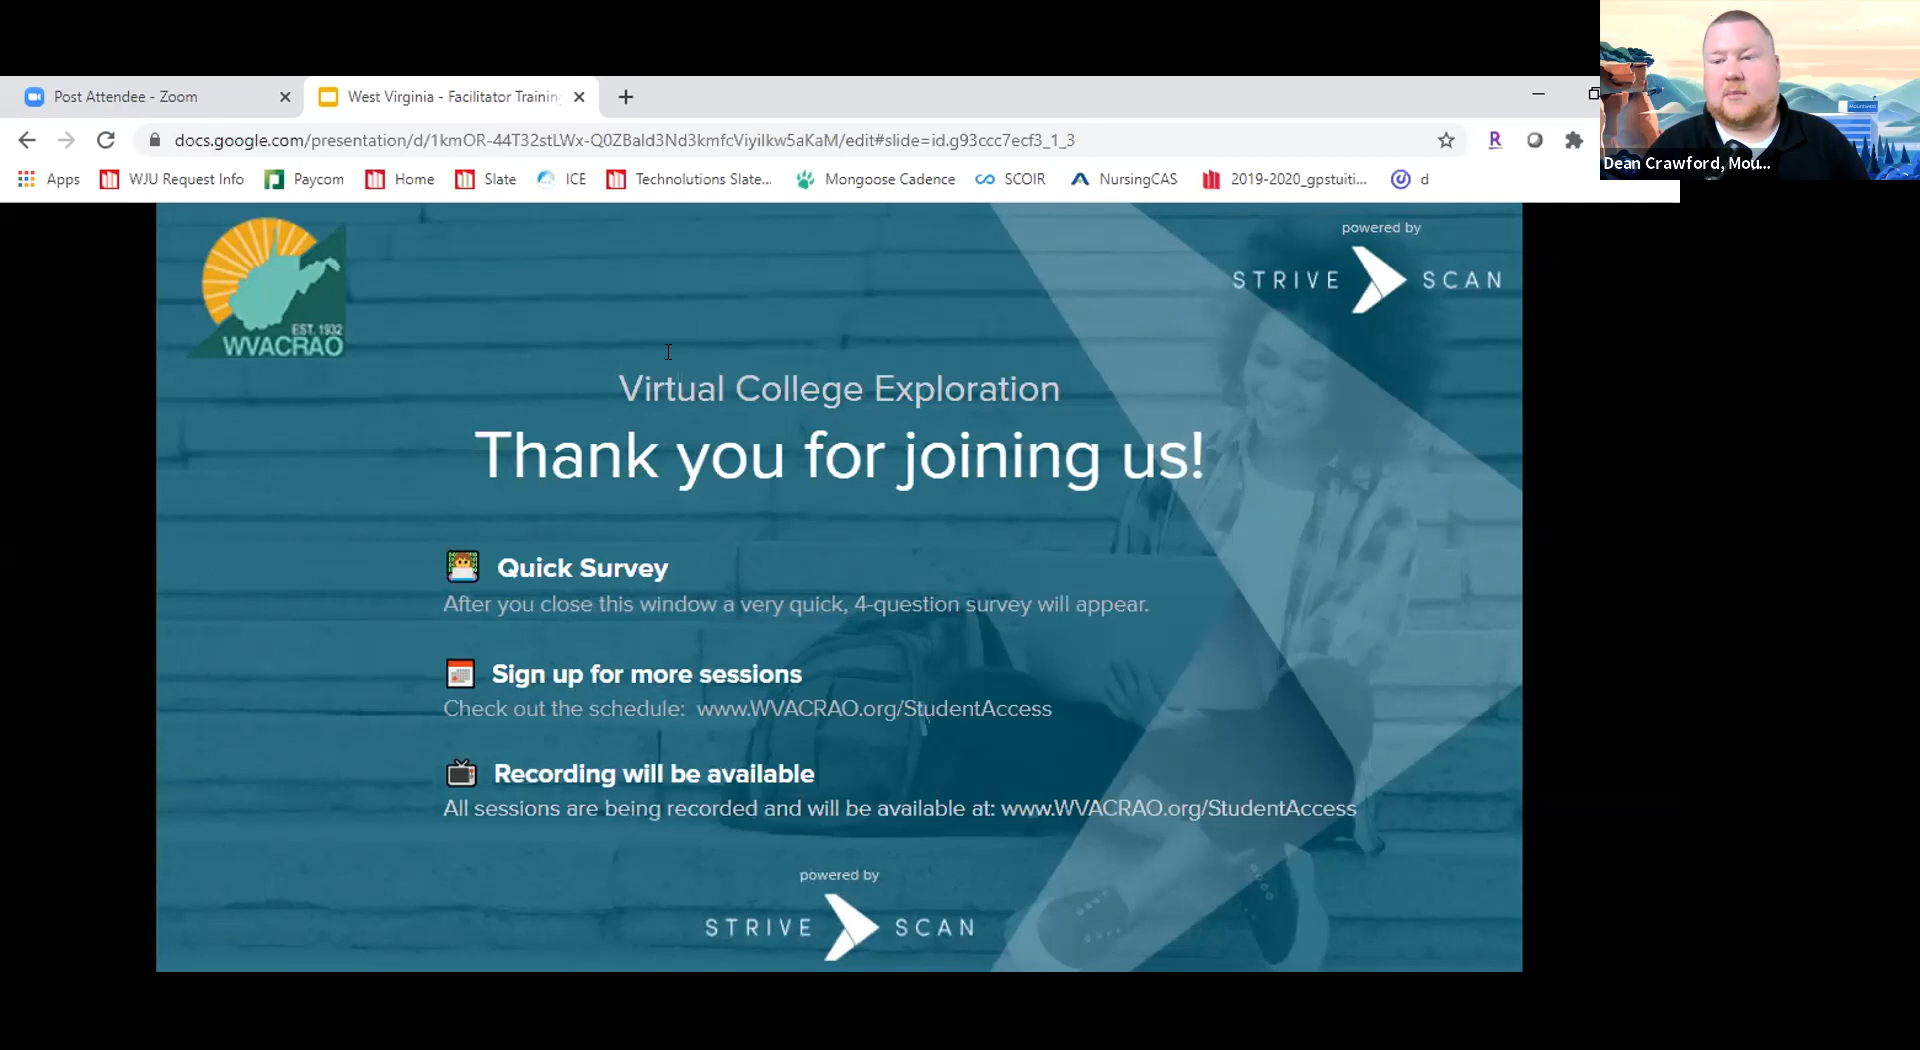 Post Attendee - Zoom
West Virginia - Facilitator Training
docs.google.com/presentation/d/1kmOR-44T32stLWx-Q0ZBald3Nd3kmfcViyilkw5aKaM/edit#slide=id.g93ccc7ecf3_1_3
R
Apps WJU Request Info Paycom Home Slate ICE Technolutions Slate... Mongoose Cadence SCOIR NursingCAS 2019-2020_gpstuiti... d
Dean Crawford, Mou...
EST. 1932
WVACRAO
powered by
STRIVE SCAN
Virtual College Exploration
Thank you for joining us!
Quick Survey
After you close this window a very quick, 4-question survey will appear.
Sign up for more sessions
Check out the schedule: www.WVACRAO.org/StudentAccess
Recording will be available
All sessions are being recorded and will be available at: www.WVACRAO.org/StudentAccess
powered by
STRIVE SCAN